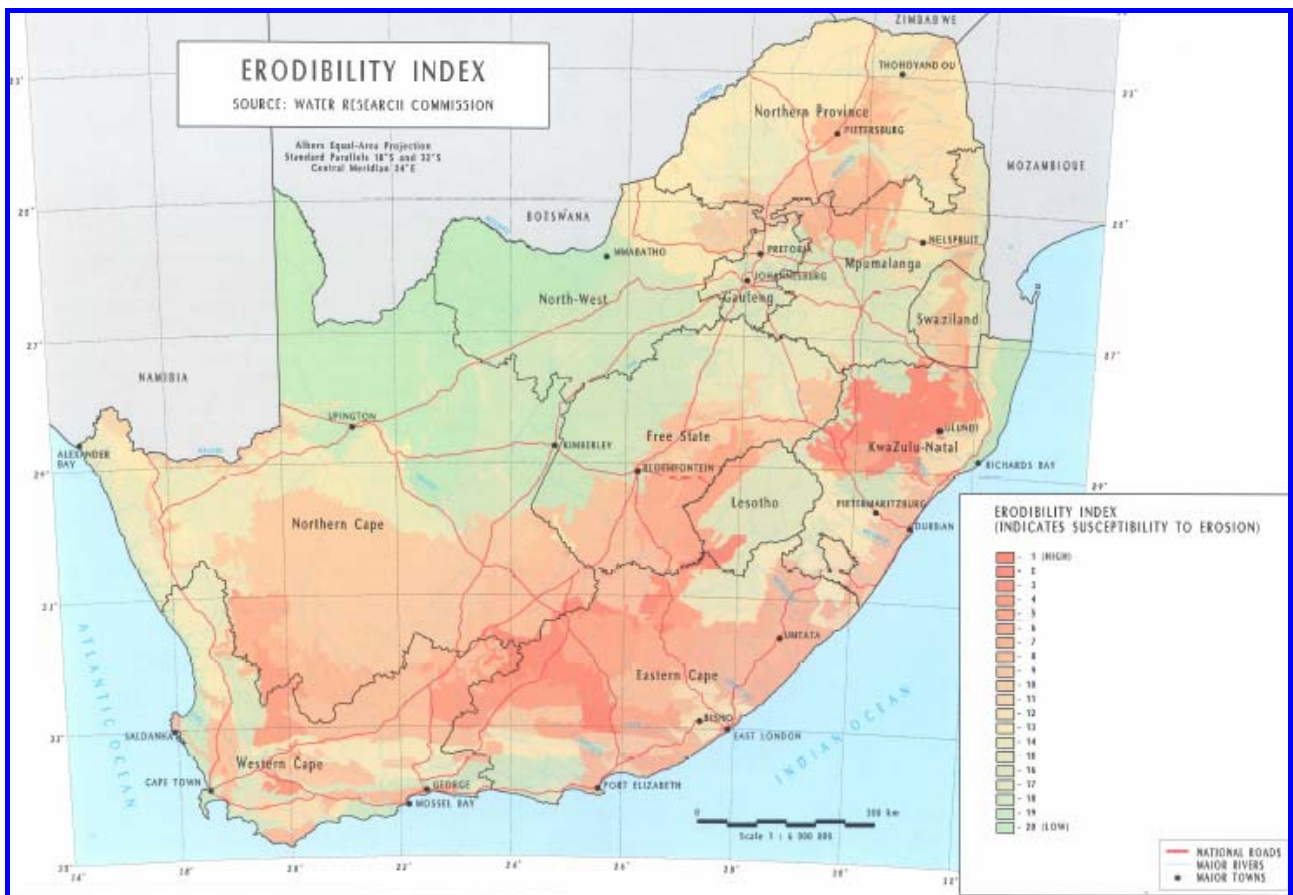 ERODIBILITY INDEX
SOURCE: WATER RESEARCH COMMISSION
Albers Equal-Area Projection
Standard Parallels 18°S and 32°S
Central Meridian 24°E
ZIMBABWE
THOHOYANDOU
Northern Province
PIETERSBURG
MOZAMBIQUE
BOTSWANA
MMABATHO
NELSPRUIT
PRETORIA
Mpumalanga
JOHANNESBURG
North-West
Gauteng
Swaziland
NAMIBIA
UPINGTON
ULUNDI
Free State
KIMBERLEY
KwaZulu-Natal
ALEXANDER
BAY
BLOEMFONTEIN
RICHARDS BAY
Lesotho
PIETERMARITZBURG
Northern Cape
DURBAN
UMTATA
Eastern Cape
ATLANTIC OCEAN
INDIAN OCEAN
BISHO
SALDANHA
EAST LONDON
Western Cape
CAPE TOWN
GEORGE
PORT ELIZABETH
MOSSEL BAY
0 300 km
Scale 1 : 6 000 000
ERODIBILITY INDEX
(INDICATES SUSCEPTIBILITY TO EROSION)
- 1 (HIGH)
- 2
- 3
- 4
- 5
- 6
- 7
- 8
- 9
- 10
- 11
- 12
- 13
- 14
- 15
- 16
- 17
- 18
- 19
- 20 (LOW)
NATIONAL ROADS
MAJOR RIVERS
MAJOR TOWNS